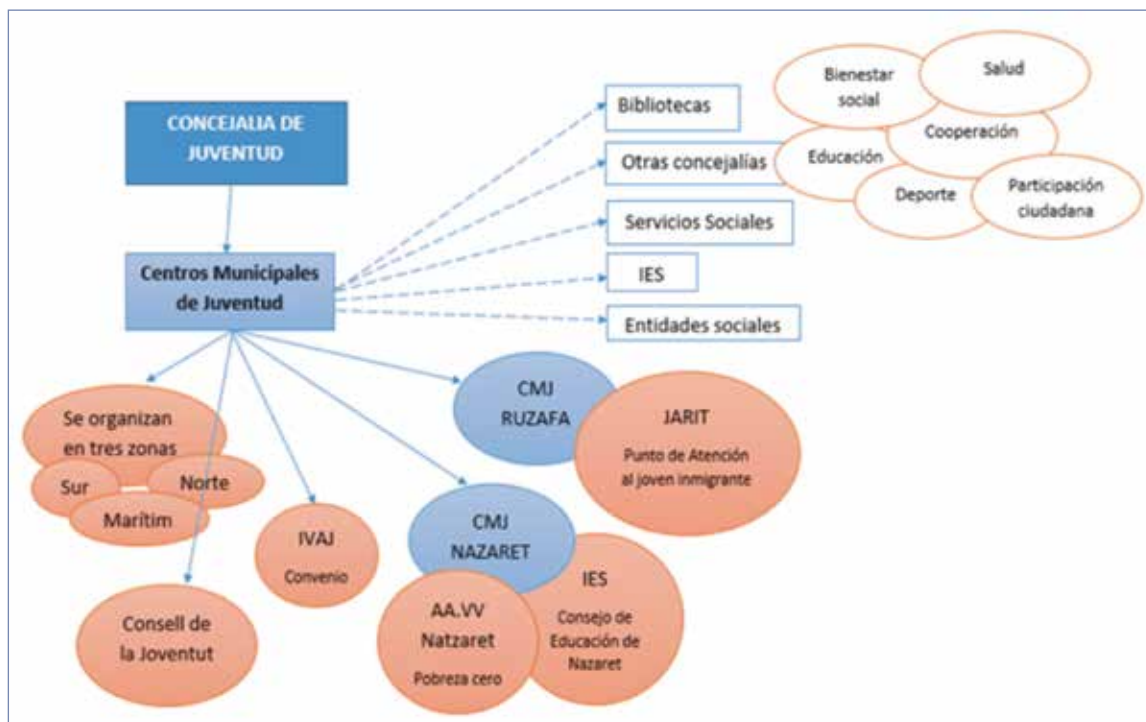 CONCEJALIA DE
JUVENTUD
Centros Municipales
de Juventud
Bibliotecas
Otras concejalías
Servicios Sociales
IES
Entidades sociales
Bienestar
social
Salud
Cooperación
Educación
Deporte
Participación
ciudadana
Se organizan
en tres zonas
Sur
Norte
Marítim
Consell de
la Joventut
IVAJ
Convenio
CMJ
RUZAFA
JARIT
Punto de Atención
al joven inmigrante
CMJ
NAZARET
AA.VV
Natzaret
Pobreza cero
IES
Consejo de
Educación de
Nazaret